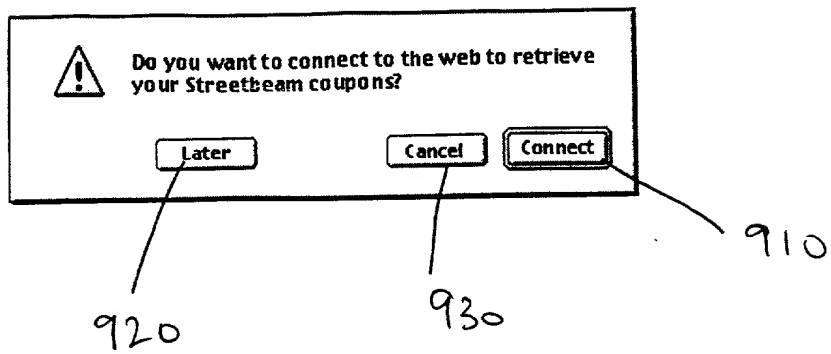 Do you want to connect to the web to retrieve
your Streetbeam coupons?
Later
Cancel
Connect
910
920
930